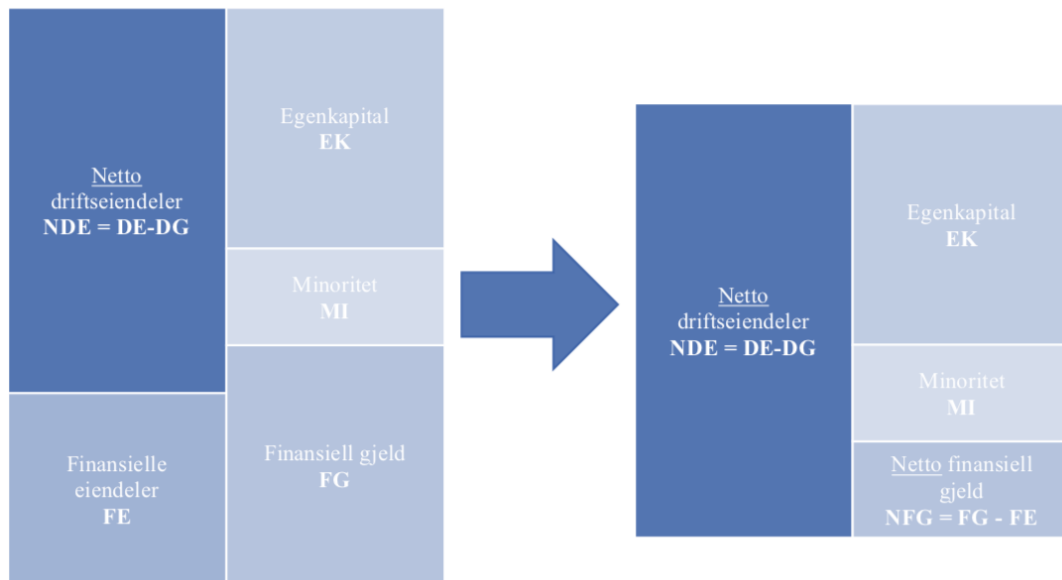 Netto
driftseiendeler
NDE = DE-DG
Finansielle
eiendeler
FE
Egenkapital
EK
Minoritet
MI
Finansiell gjeld
FG
Netto
driftseiendeler
NDE = DE-DG
Egenkapital
EK
Minoritet
MI
Netto finansiell
gjeld
NFG = FG - FE